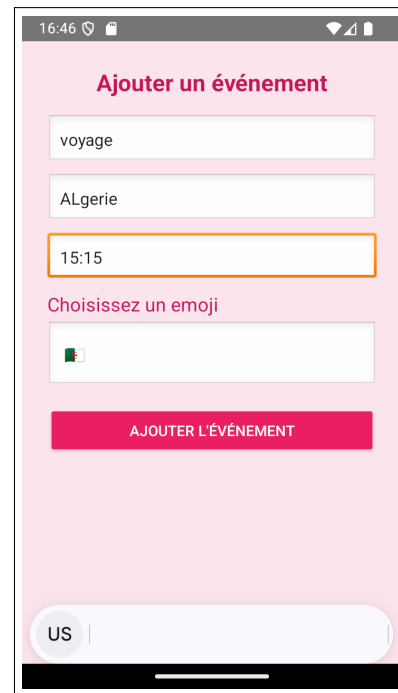 16:46
Ajouter un événement
voyage
ALgerie
15:15
Choisissez un emoji
AJOUTER L'ÉVÉNEMENT
US